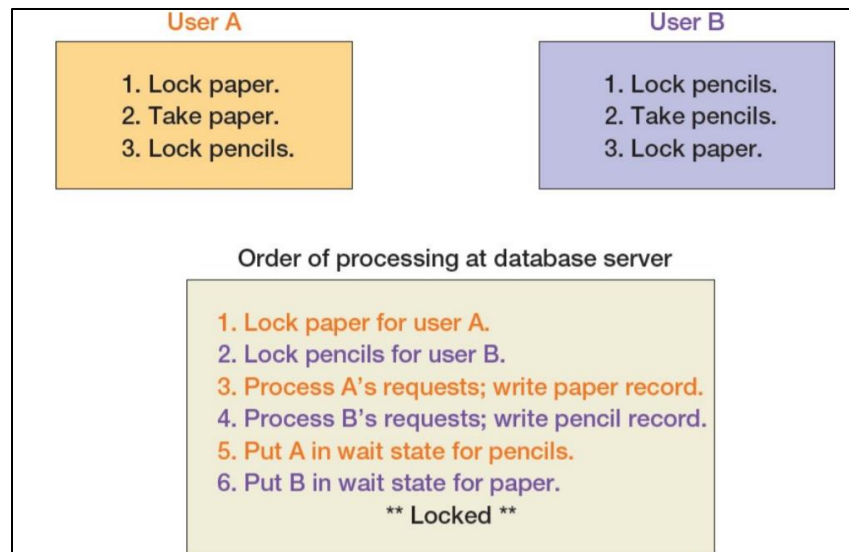 User A
1. Lock paper.
2. Take paper.
3. Lock pencils.
User B
1. Lock pencils.
2. Take pencils.
3. Lock paper.
Order of processing at database server
1. Lock paper for user A.
2. Lock pencils for user B.
3. Process A's requests; write paper record.
4. Process B's requests; write pencil record.
5. Put A in wait state for pencils.
6. Put B in wait state for paper.
** Locked **